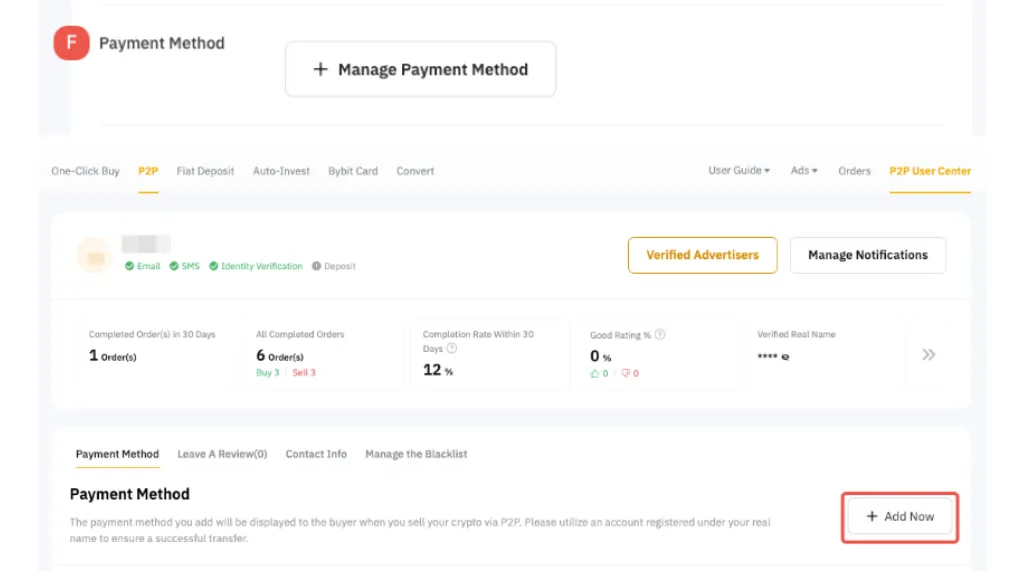 F Payment Method
+ Manage Payment Method
One-Click Buy P2P Fiat Deposit Auto-Invest Bybit Card Convert User Guide Ads Orders P2P User Center
Email SMS Identity Verification Deposit
Verified Advertisers Manage Notifications
Completed Order(s) in 30 Days
1 Order(s)
All Completed Orders
6 Order(s)
Buy 3 Sell 3
Completion Rate Within 30
Days ?
12 %
Good Rating % ?
0 %
0 0
Verified Real Name
****
Payment Method Leave A Review(0) Contact Info Manage the Blacklist
Payment Method
The payment method you add will be displayed to the buyer when you sell your crypto via P2P. Please utilize an account registered under your real
name to ensure a successful transfer.
+ Add Now